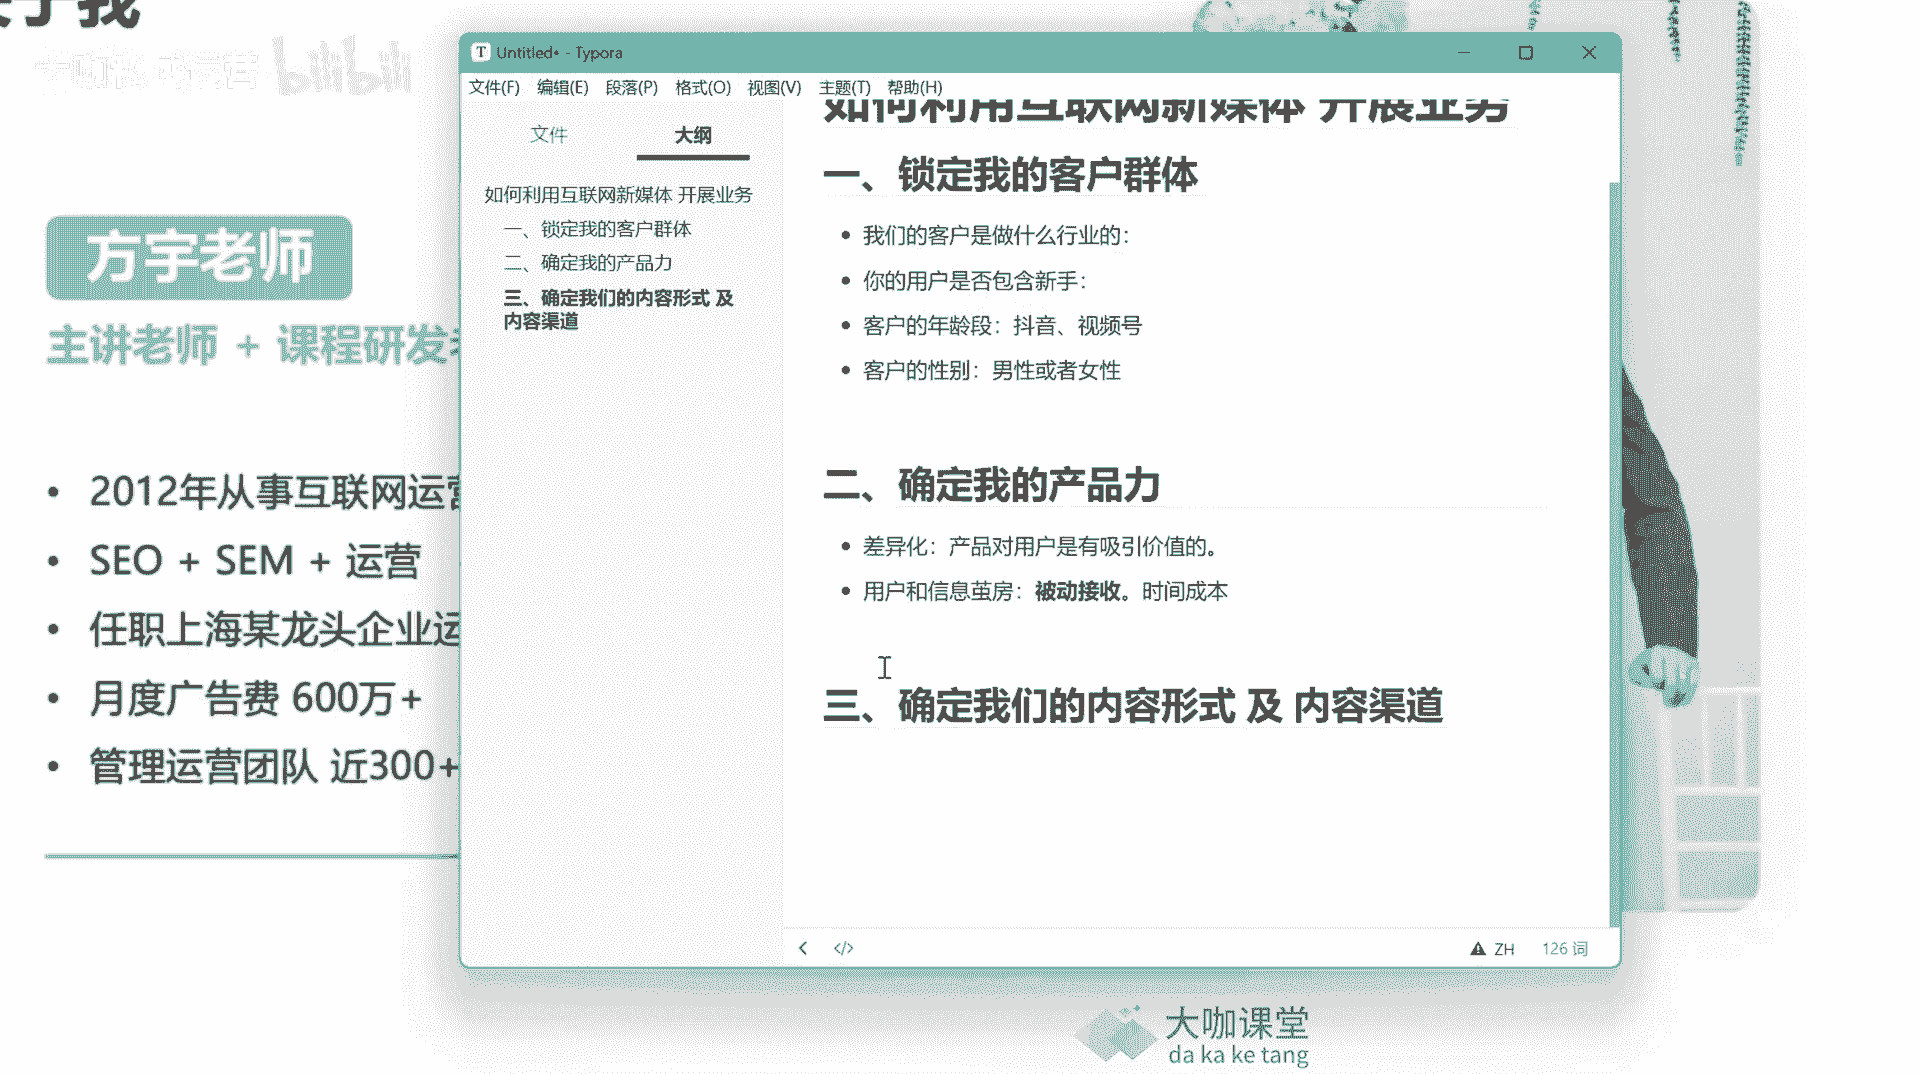 于我
bilibili
方宇老师
主讲老师 + 课程研发
2012年从事互联网运营
SEO + SEM + 运营
任职上海某龙头企业运
月度广告费 600万+
管理运营团队 近300+
Untitled• - Typora
文件(F) 编辑(E) 段落(P) 格式(O) 视图(V) 主题(T) 帮助(H)
文件 大纲
如何利用互联网新媒体 开展业务
一、锁定我的客户群体
二、确定我的产品力
三、确定我们的内容形式 及
内容渠道
如何利用互联网新媒体 开展业务
一、锁定我的客户群体
我们的客户是做什么行业的：
你的用户是否包含新手：
客户的年龄段：抖音、视频号
客户的性别：男性或者女性
二、确定我的产品力
差异化：产品对用户是有吸引价值的。
用户和信息茧房：被动接收。时间成本
三、确定我们的内容形式 及 内容渠道
ZH 126 词
大咖课堂
da ka ke tang